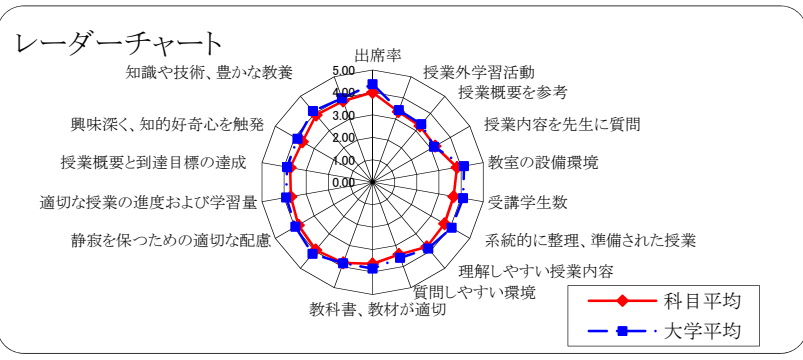 レーダーチャート
出席率
授業外学習活動
授業概要を参考
授業内容を先生に質問
教室の設備環境
受講学生数
系統的に整理、準備された授業
理解しやすい授業内容
質問しやすい環境
教科書、教材が適切
静寂を保つための適切な配慮
適切な授業の進度および学習量
授業概要と到達目標の達成
興味深く、知的好奇心を触発
知識や技術、豊かな教養
5.00
4.00
3.00
2.00
1.00
0.00
科目平均
大学平均